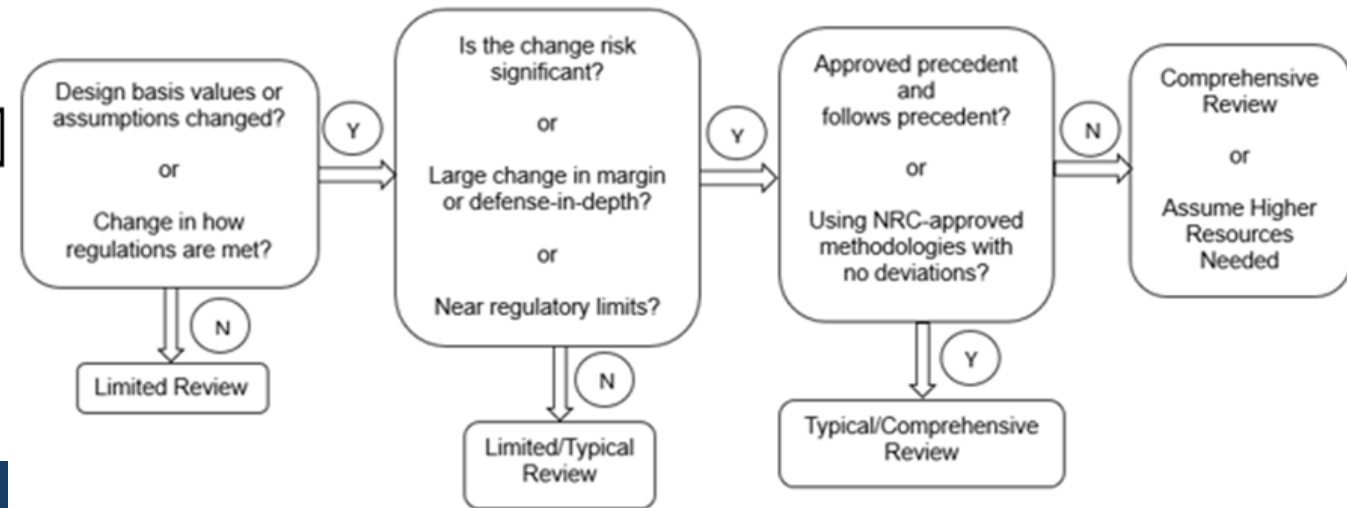 Design basis values or
assumptions changed?
or
Change in how
regulations are met?
Y
N
Limited Review
Is the change risk
significant?
or
Large change in margin
or defense-in-depth?
or
Near regulatory limits?
Y
N
Limited/Typical
Review
Approved precedent
and
follows precedent?
or
Using NRC-approved
methodologies with
no deviations?
N
Y
Typical/Comprehensive
Review
Comprehensive
Review
or
Assume Higher
Resources
Needed